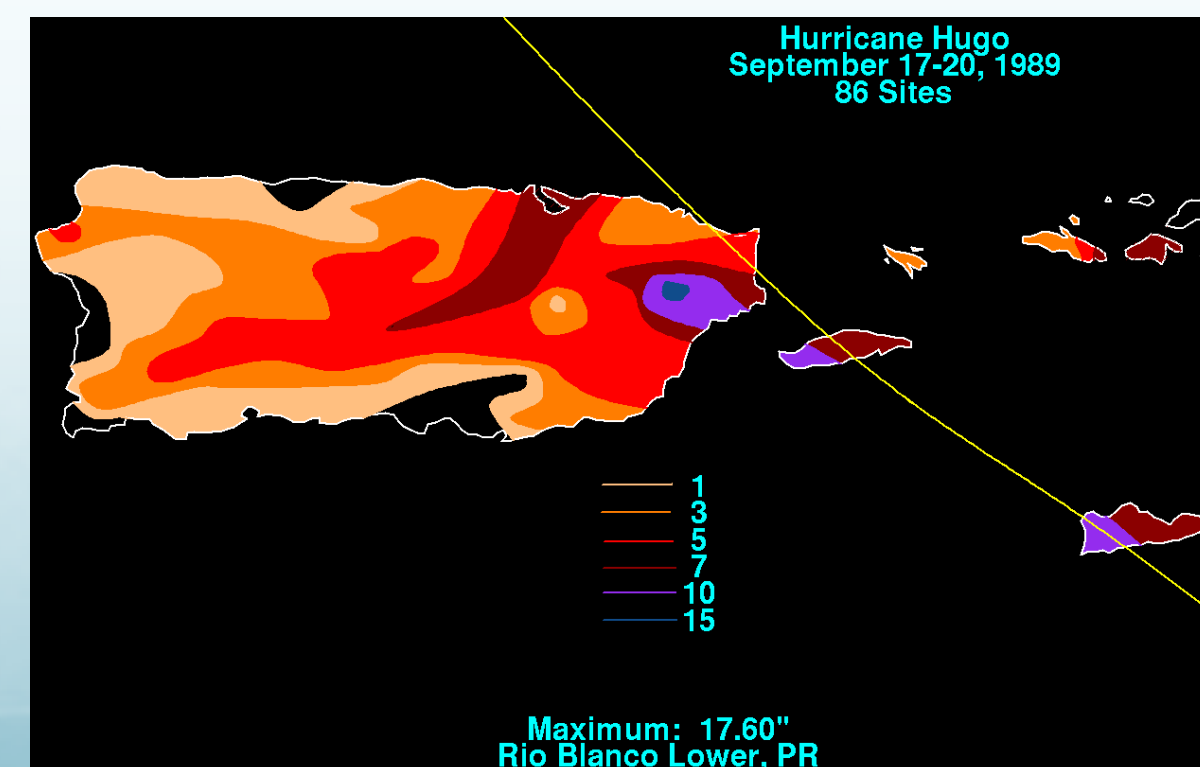 Hurricane Hugo
September 17-20, 1989
86 Sites
1
3
5
7
10
15
Maximum: 17.60"
Rio Blanco Lower, PR